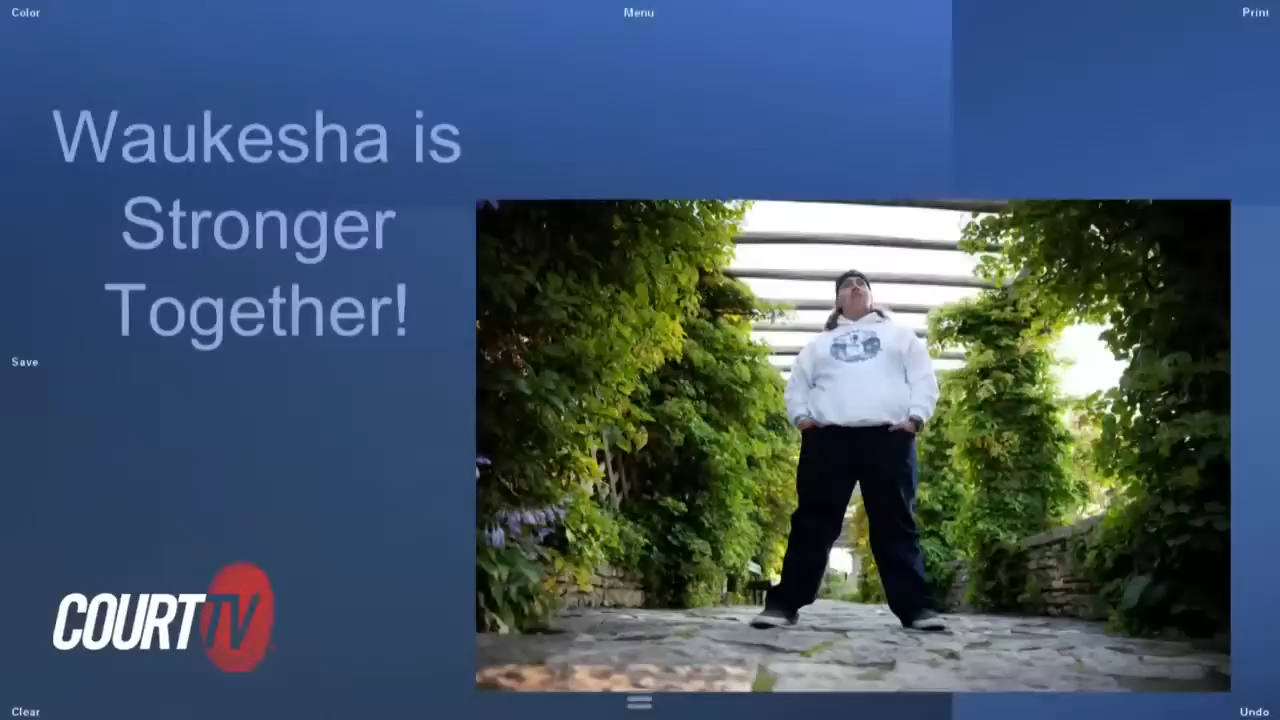 Color
Menu
Print
Waukesha is
Stronger
Together!
Save
COURT TV
Clear
Undo